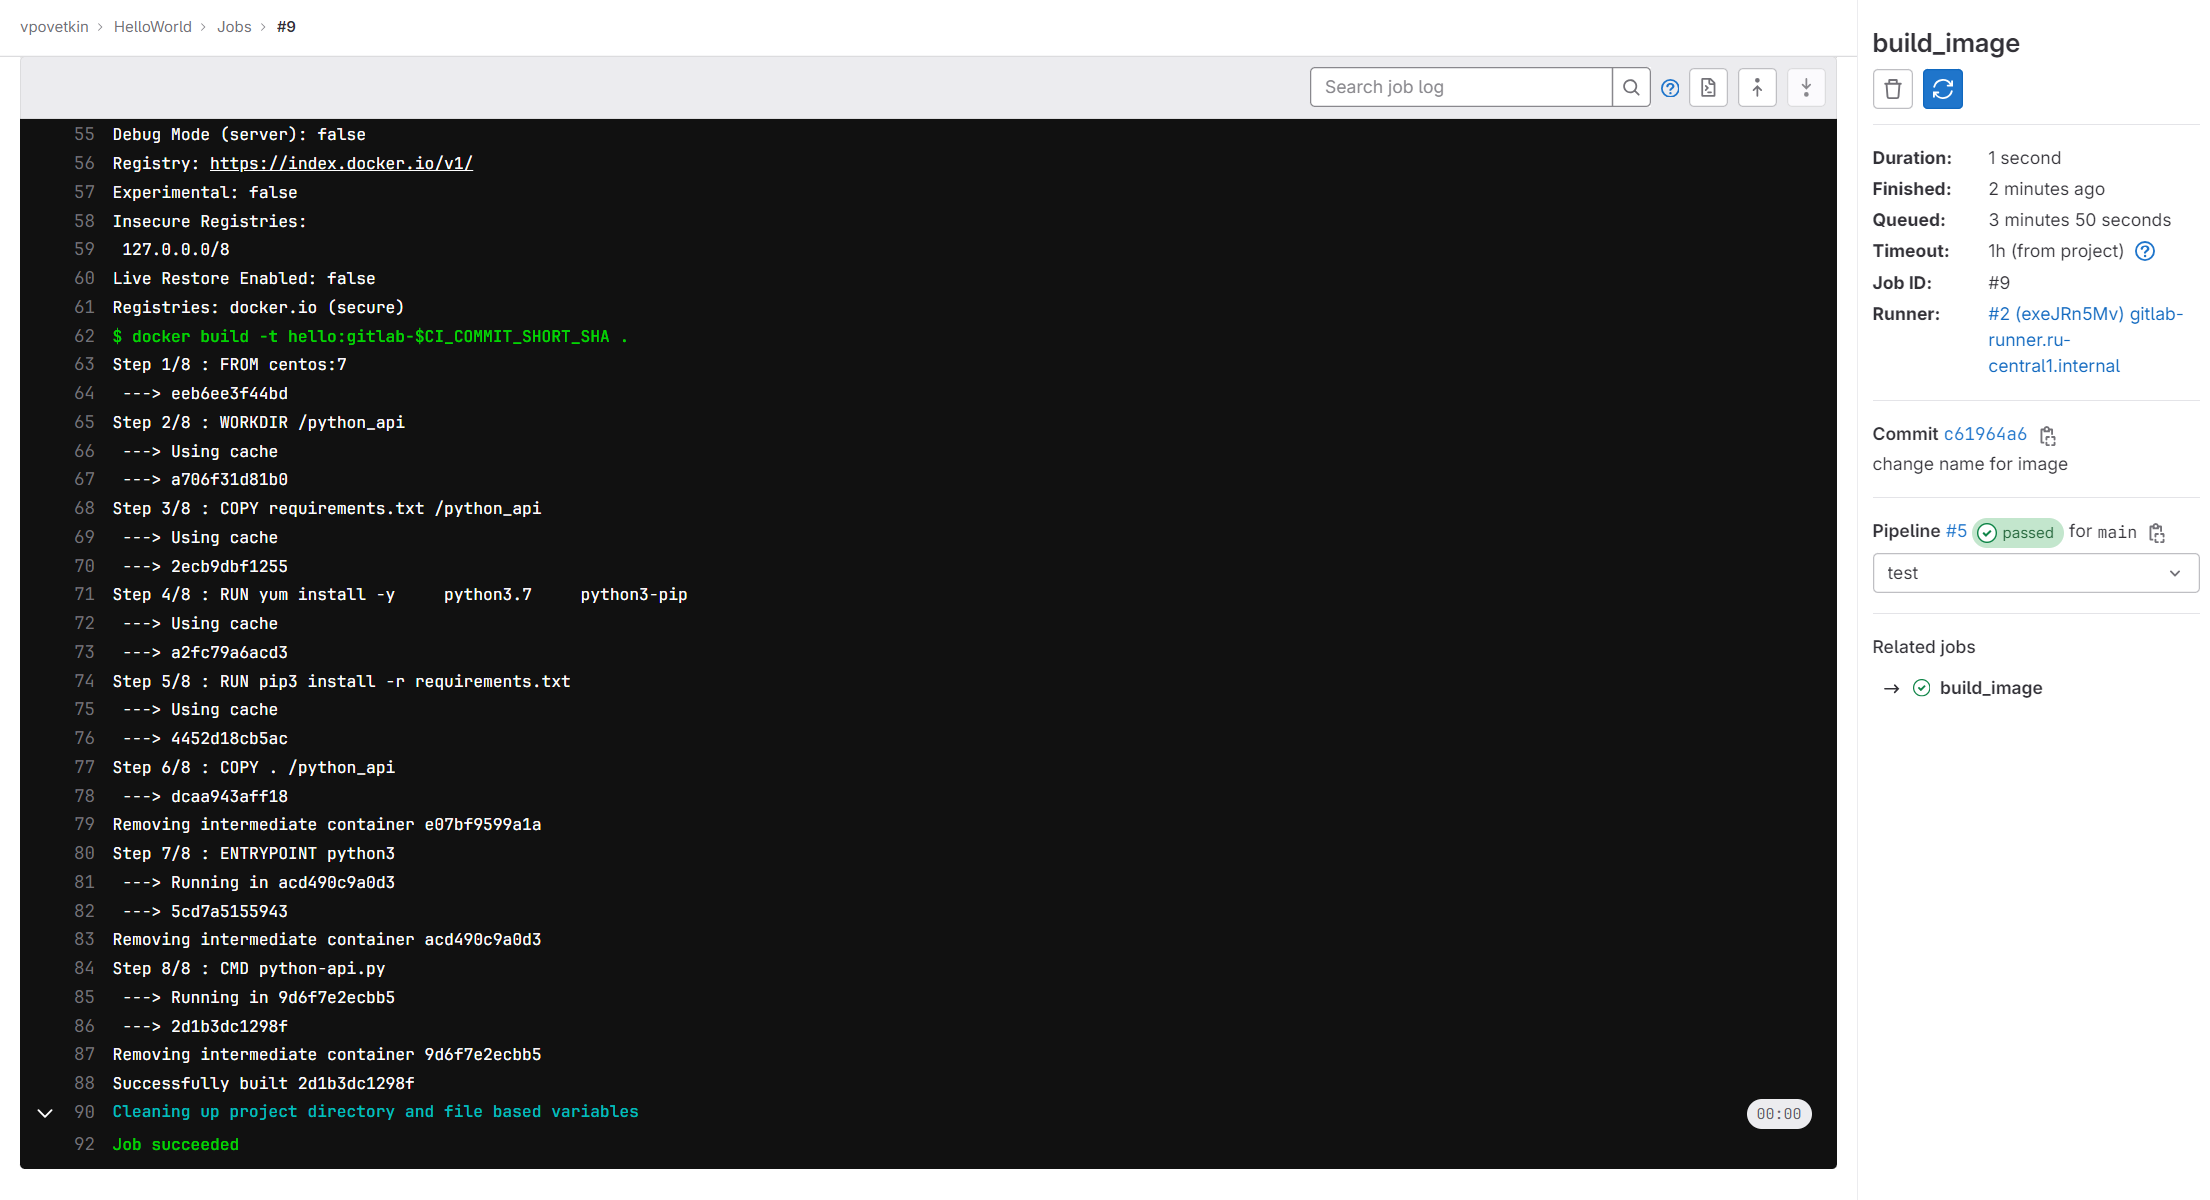 vpovetkin › HelloWorld › Jobs › #9
Search job log
55 Debug Mode (server): false
56 Registry: https://index.docker.io/v1/
57 Experimental: false
58 Insecure Registries:
59 127.0.0.0/8
60 Live Restore Enabled: false
61 Registries: docker.io (secure)
62 $ docker build -t hello:gitlab-$CI_COMMIT_SHORT_SHA .
63 Step 1/8 : FROM centos:7
64 ---> eeb6ee3f44bd
65 Step 2/8 : WORKDIR /python_api
66 ---> Using cache
67 ---> a706f31d81b0
68 Step 3/8 : COPY requirements.txt /python_api
69 ---> Using cache
70 ---> 2ecb9dbf1255
71 Step 4/8 : RUN yum install -y     python3.7     python3-pip
72 ---> Using cache
73 ---> a2fc79a6acd3
74 Step 5/8 : RUN pip3 install -r requirements.txt
75 ---> Using cache
76 ---> 4452d18cb5ac
77 Step 6/8 : COPY . /python_api
78 ---> dcaa943aff18
79 Removing intermediate container e07bf9599a1a
80 Step 7/8 : ENTRYPOINT python3
81 ---> Running in acd490c9a0d3
82 ---> 5cd7a5155943
83 Removing intermediate container acd490c9a0d3
84 Step 8/8 : CMD python-api.py
85 ---> Running in 9d6f7e2ecbb5
86 ---> 2d1b3dc1298f
87 Removing intermediate container 9d6f7e2ecbb5
88 Successfully built 2d1b3dc1298f
90 Cleaning up project directory and file based variables 00:00
92 Job succeeded
build_image
Duration: 1 second
Finished: 2 minutes ago
Queued: 3 minutes 50 seconds
Timeout: 1h (from project)
Job ID: #9
Runner: #2 (exeJRn5Mv) gitlab-
runner.ru-
central1.internal
Commit c61964a6
change name for image
Pipeline #5 passed for main
test
Related jobs
→ build_image